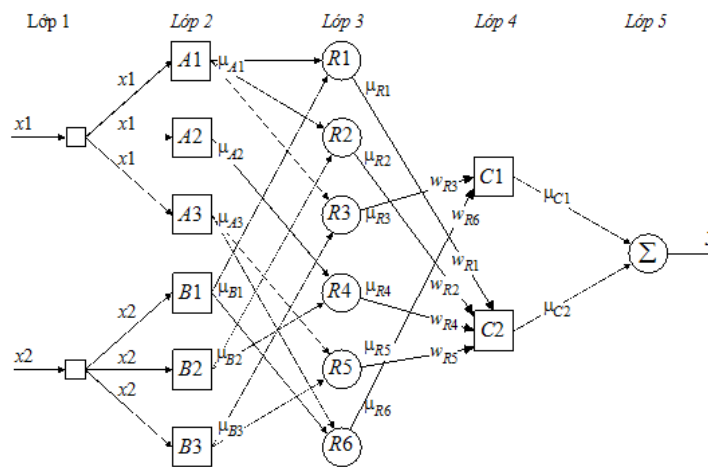 Lớp 1 Lớp 2 Lớp 3 Lớp 4 Lớp 5
A1 μA1 R1
x1 μR1
x1 x1 A2 μA2 R2 μR2
x1 wR3 C1 μC1
A3 μA3 R3 μR3 wR6
Σ
wR1
B1 μB1 R4 μR4 wR2 μC2
x2 wR4 C2
x2 x2 B2 μB2 R5 μR5 wR5
x2
μR6
B3 μB3 R6